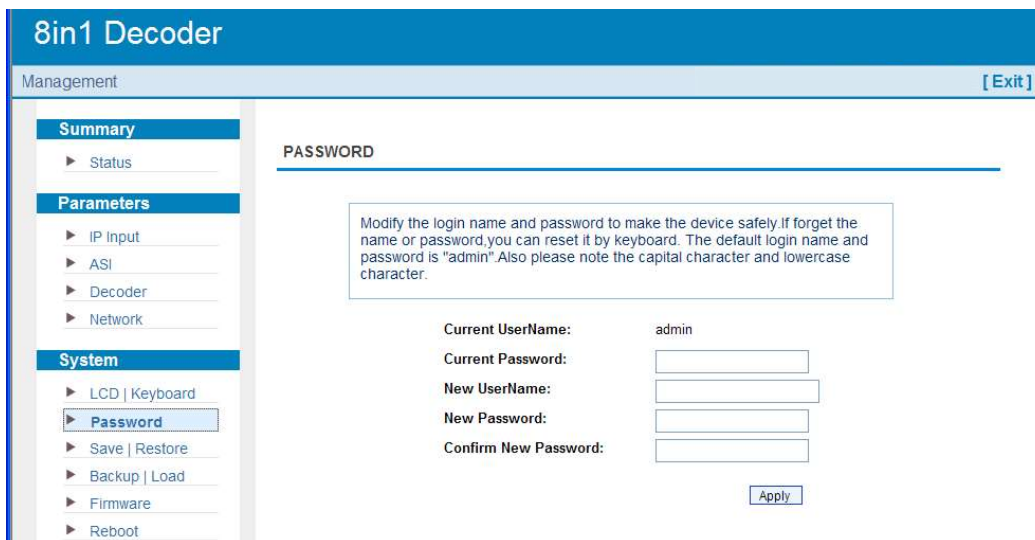 8in1 Decoder
Management
[ Exit ]
Summary
Status
Parameters
IP Input
ASI
Decoder
Network
System
LCD | Keyboard
Password
Save | Restore
Backup | Load
Firmware
Reboot
PASSWORD
Modify the login name and password to make the device safely.If forget the
name or password,you can reset it by keyboard. The default login name and
password is "admin".Also please note the capital character and lowercase
character.
Current UserName: admin
Current Password:
New UserName:
New Password:
Confirm New Password:
Apply